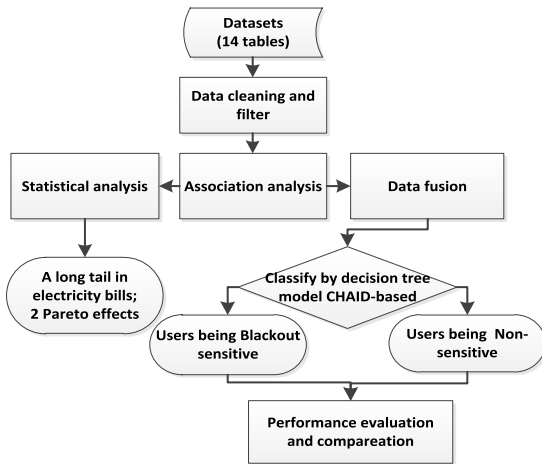 Datasets
(14 tables)
Data cleaning and
filter
Statistical analysis
Association analysis
Data fusion
A long tail in
electricity bills;
2 Pareto effects
Classify by decision tree
model CHAID-based
Users being Blackout
sensitive
Users being Non-
sensitive
Performance evaluation
and compareation